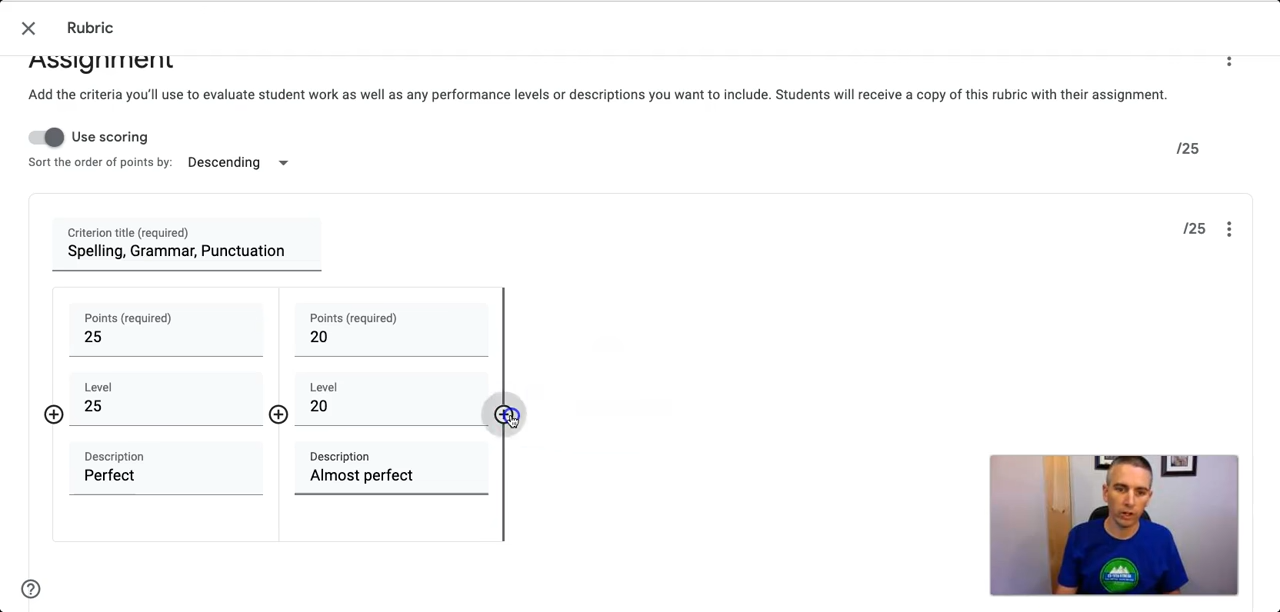 Rubric
Assignment
Add the criteria you'll use to evaluate student work as well as any performance levels or descriptions you want to include. Students will receive a copy of this rubric with their assignment.
Use scoring
/25
Sort the order of points by: Descending
Criterion title (required)
Spelling, Grammar, Punctuation
/25
Points (required)
25
Level
25
Description
Perfect
Points (required)
20
Level
20
Description
Almost perfect